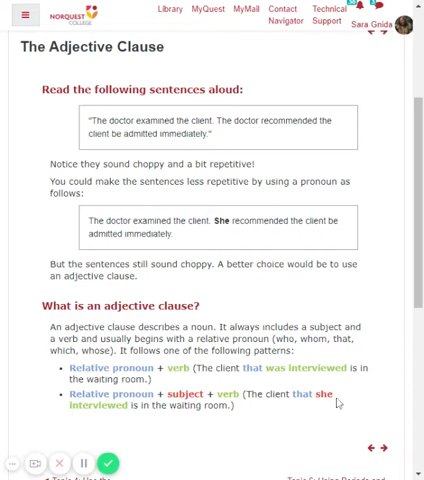 Library MyQuest MyMail Contact Navigator Technical Support
NORQUEST
COLLEGE
Sara Gnida
The Adjective Clause
Read the following sentences aloud:
"The doctor examined the client. The doctor recommended the
client be admitted immediately."
Notice they sound choppy and a bit repetitive!
You could make the sentences less repetitive by using a pronoun as
follows:
The doctor examined the client. She recommended the client be
admitted immediately.
But the sentences still sound choppy. A better choice would be to use
an adjective clause.
What is an adjective clause?
An adjective clause describes a noun. It always includes a subject and
a verb and usually begins with a relative pronoun (who, whom, that,
which, whose). It follows one of the following patterns:
• Relative pronoun + verb (The client that was interviewed is in
the waiting room.)
• Relative pronoun + subject + verb (The client that she
interviewed is in the waiting room.)